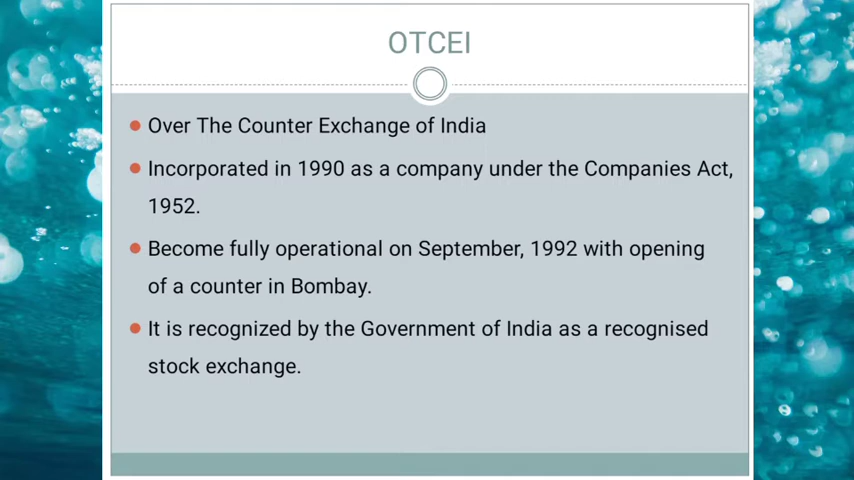 OTCEI
Over The Counter Exchange of India
Incorporated in 1990 as a company under the Companies Act,
1952.
Become fully operational on September, 1992 with opening
of a counter in Bombay.
It is recognized by the Government of India as a recognised
stock exchange.